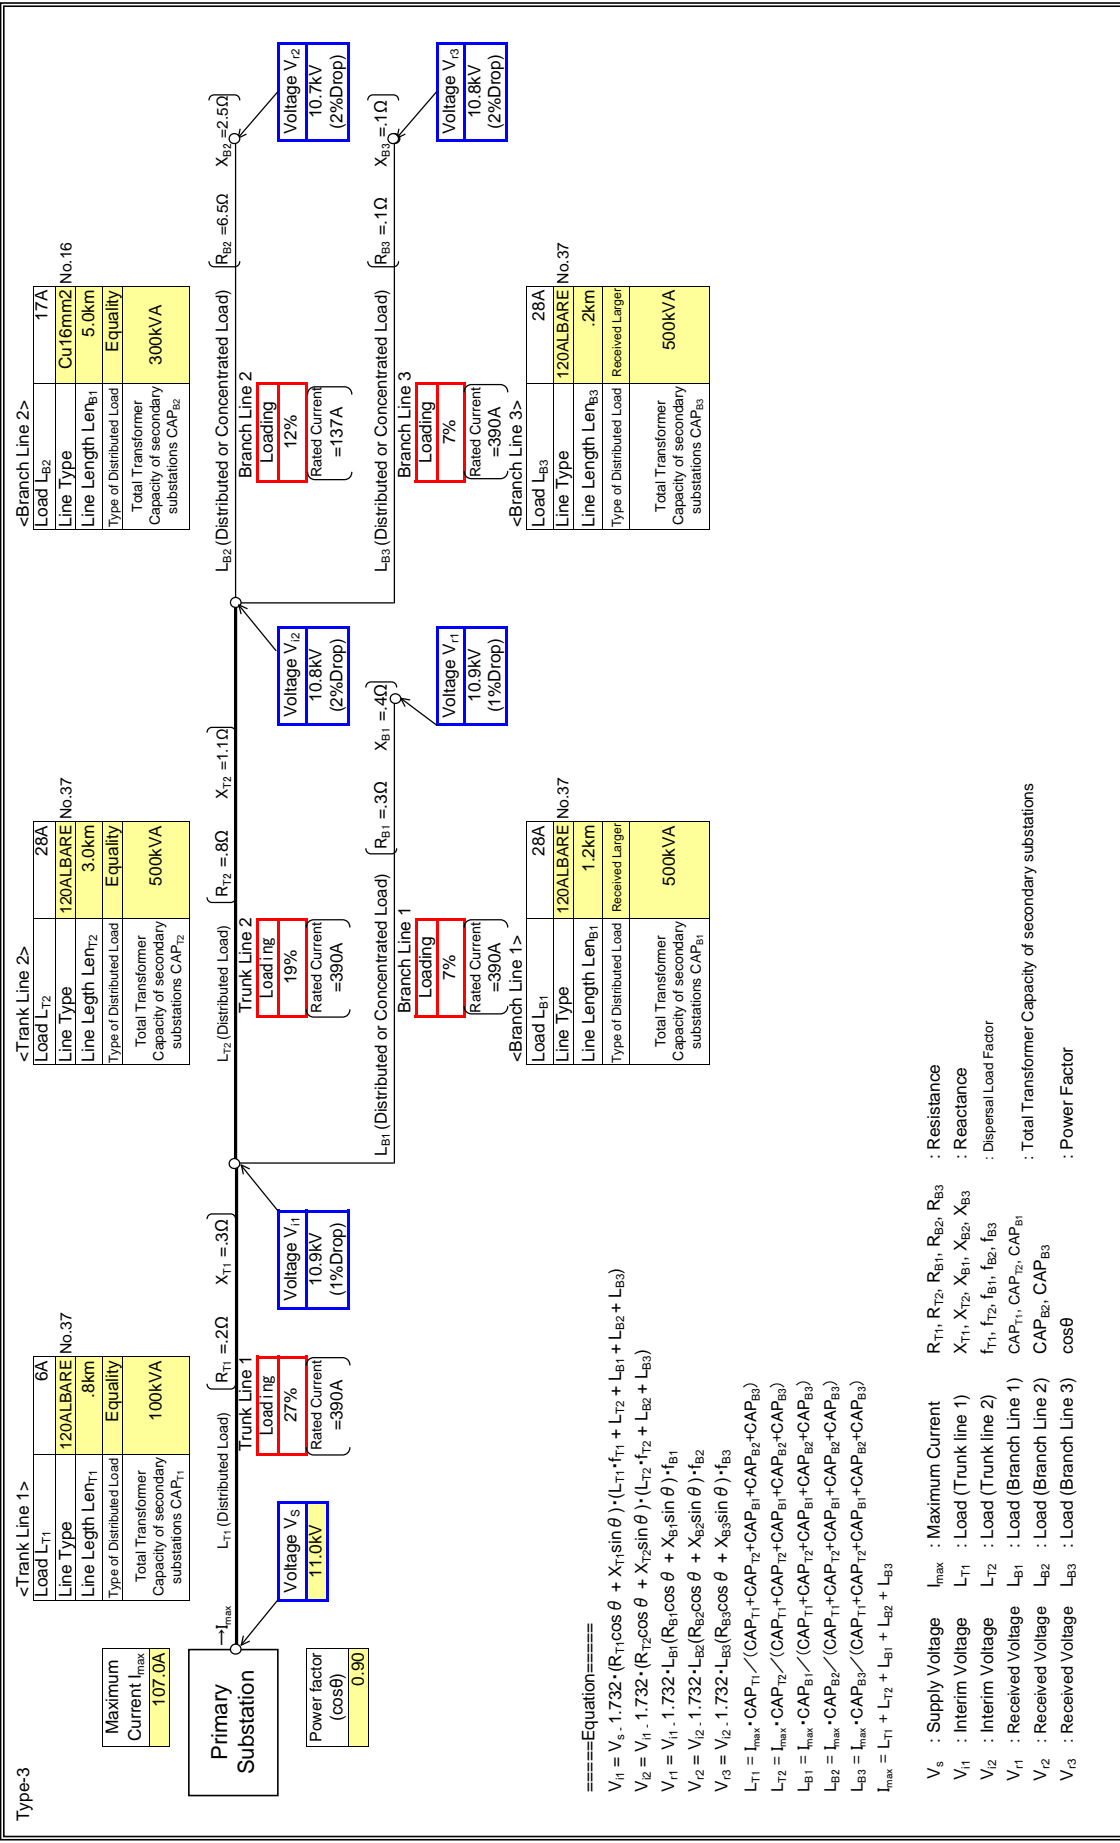 Type-3
<Trank Line 1>
Load LT1 6A
Line Type 120ALBARE No.37
Line Legth LenT1 .8km
Type of Distributed Load Equality
Total Transformer
Capacity of secondary
substations CAPT1
100kVA
<Trank Line 2>
Load LT2 28A
Line Type 120ALBARE No.37
Line Legth LenT2 3.0km
Type of Distributed Load Equality
Total Transformer
Capacity of secondary
substations CAPT2
500kVA
<Branch Line 2>
Load LB2 17A
Line Type Cu16mm2 No.16
Line Length LenB1 5.0km
Type of Distributed Load Equality
Total Transformer
Capacity of secondary
substations CAPB2
300kVA
Maximum
Current Imax
107.0A
Primary
Substation
Power factor
(cosθ)
0.90
→Imax
Voltage Vs
11.0kV
LT1 (Distributed Load)
RT1 =.2Ω XT1 =.3Ω
Trunk Line 1
Loading
27%
Rated Current
=390A
Voltage Vi1
10.9kV
(1%Drop)
LT2 (Distributed Load)
RT2 =.8Ω XT2 =1.1Ω
Trunk Line 2
Loading
19%
Rated Current
=390A
Voltage Vi2
10.8kV
(2%Drop)
LB2 (Distributed or Concentrated Load)
RB2 =6.5Ω XB2 =2.5Ω
Branch Line 2
Loading
12%
Rated Current
=137A
Voltage Vr2
10.7kV
(2%Drop)
LB1 (Distributed or Concentrated Load)
RB1 =.3Ω XB1 =.4Ω
Branch Line 1
Loading
7%
Rated Current
=390A
Voltage Vr1
10.9kV
(1%Drop)
LB3 (Distributed or Concentrated Load)
RB3 =.1Ω XB3 =.1Ω
Branch Line 3
Loading
7%
Rated Current
=390A
Voltage Vr3
10.8kV
(2%Drop)
<Branch Line 1>
Load LB1 28A
Line Type 120ALBARE No.37
Line Length LenB1 1.2km
Type of Distributed Load Received Larger
Total Transformer
Capacity of secondary
substations CAPB1
500kVA
<Branch Line 3>
Load LB3 28A
Line Type 120ALBARE No.37
Line Length LenB3 .2km
Type of Distributed Load Received Larger
Total Transformer
Capacity of secondary
substations CAPB3
500kVA
=====Equation=====
Vi1 = Vs - 1.732・(RT1cos θ + XT1sin θ)・(LT1・fT1 + LT2 + LB1 + LB2 + LB3)
Vi2 = Vi1 - 1.732・(RT2cos θ + XT2sin θ)・(LT2・fT2 + LB2 + LB3)
Vr1 = Vi1 - 1.732・LB1(RB1cos θ + XB1sin θ)・fB1
Vr2 = Vi2 - 1.732・LB2(RB2cos θ + XB2sin θ)・fB2
Vr3 = Vi2 - 1.732・LB3(RB3cos θ + XB3sin θ)・fB3
LT1 = Imax・CAPT1／(CAPT1+CAPT2+CAPB1+CAPB2+CAPB3)
LT2 = Imax・CAPT2／(CAPT1+CAPT2+CAPB1+CAPB2+CAPB3)
LB1 = Imax・CAPB1／(CAPT1+CAPT2+CAPB1+CAPB2+CAPB3)
LB2 = Imax・CAPB2／(CAPT1+CAPT2+CAPB1+CAPB2+CAPB3)
LB3 = Imax・CAPB3／(CAPT1+CAPT2+CAPB1+CAPB2+CAPB3)
Imax = LT1 + LT2 + LB1 + LB2 + LB3
Vs : Supply Voltage Imax : Maximum Current RT1, RT2, RB1, RB2, RB3 : Resistance
Vi1 : Interim Voltage LT1 : Load (Trunk line 1) XT1, XT2, XB1, XB2, XB3 : Reactance
Vi2 : Interim Voltage LT2 : Load (Trunk line 2) fT1, fT2, fB1, fB2, fB3 : Dispersal Load Factor
Vr1 : Received Voltage LB1 : Load (Branch Line 1) CAPT1, CAPT2, CAPB1 : Total Transformer Capacity of secondary substations
Vr2 : Received Voltage LB2 : Load (Branch Line 2) CAPB2, CAPB3
Vr3 : Received Voltage LB3 : Load (Branch Line 3) cosθ : Power Factor